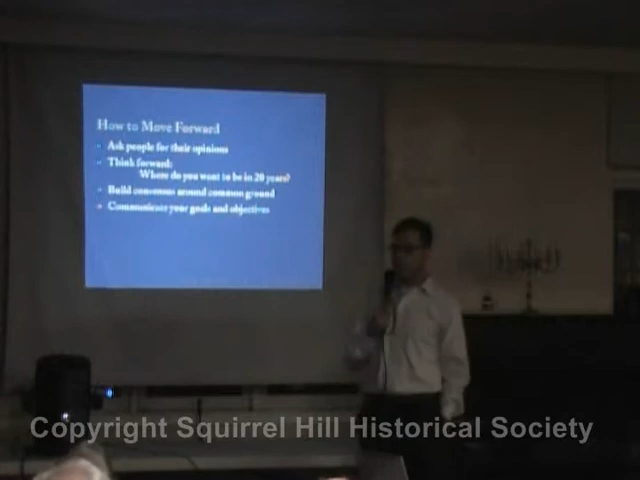 How to Move Forward
Ask people for their opinions
Think forward:
Where do you want to be in 20 years?
Build consensus around common ground
Communicate your goals and objectives
Copyright Squirrel Hill Historical Society